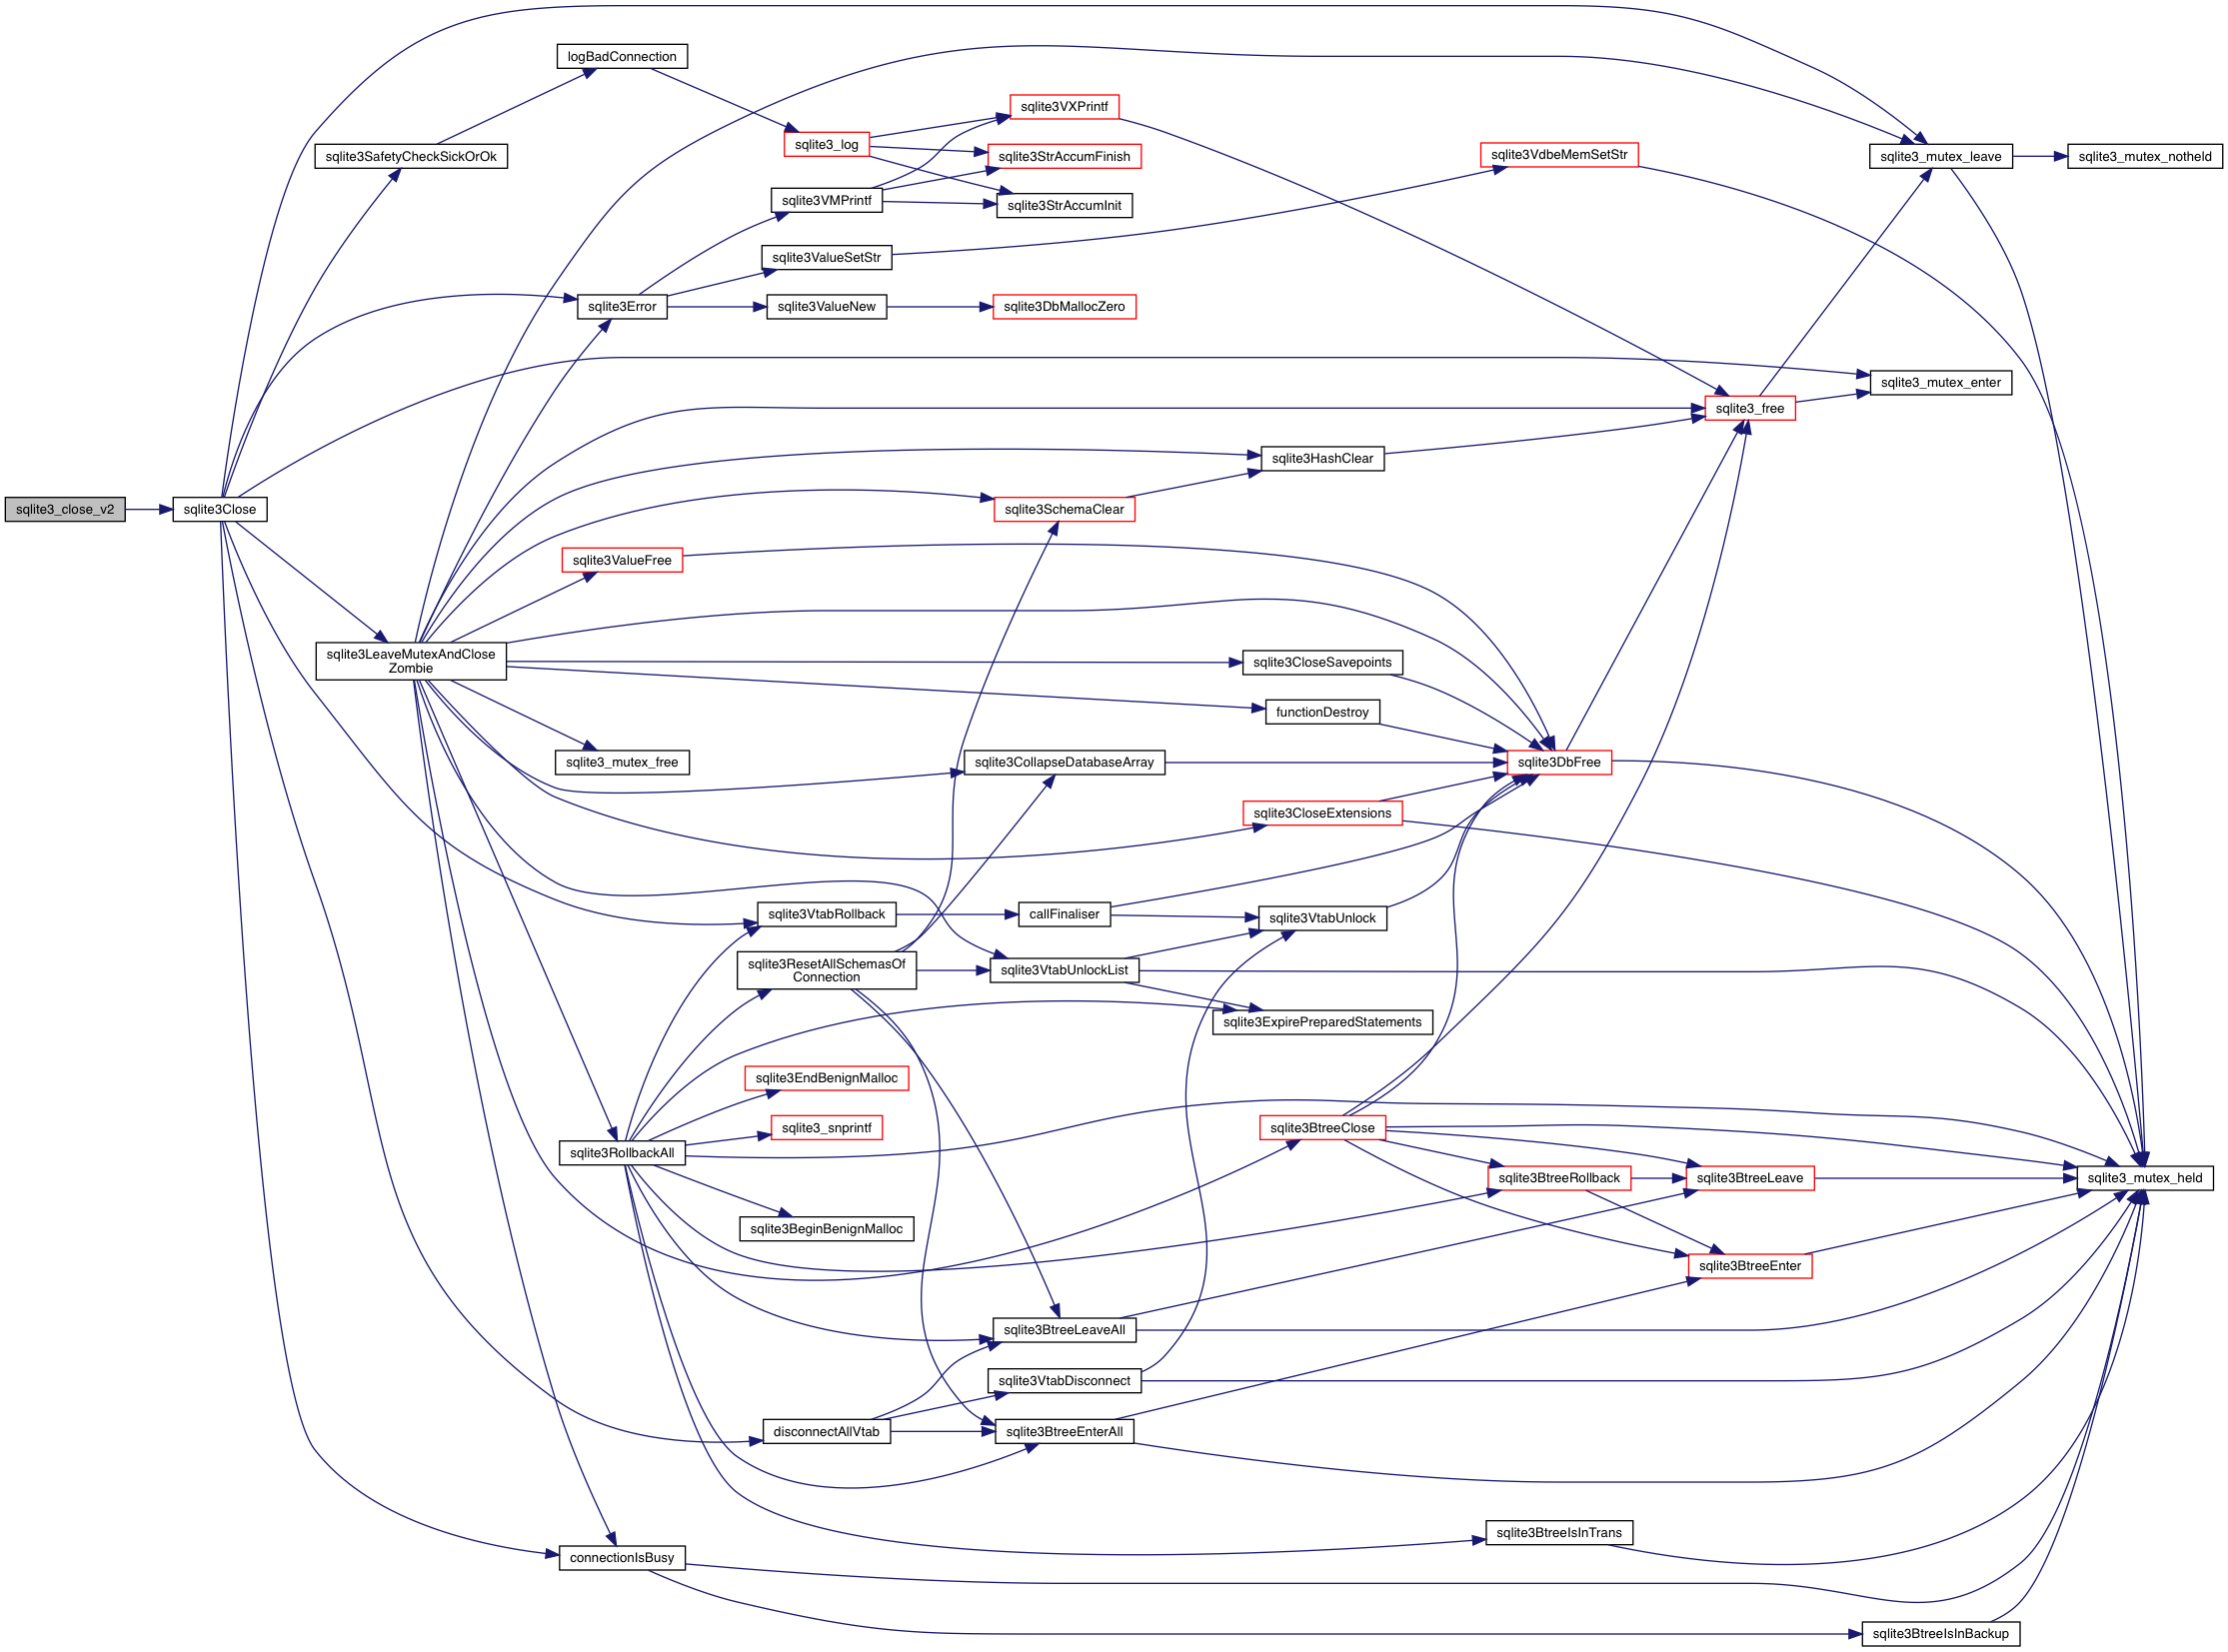 logBadConnection
sqlite3VXPrintf
sqlite3_log
sqlite3SafetyCheckSickOrOk
sqlite3StrAccumFinish
sqlite3VdbeMemSetStr
sqlite3_mutex_leave
sqlite3_mutex_notheld
sqlite3VMPrintf
sqlite3StrAccumInit
sqlite3ValueSetStr
sqlite3Error
sqlite3ValueNew
sqlite3DbMallocZero
sqlite3_mutex_enter
sqlite3_free
sqlite3HashClear
sqlite3_close_v2
sqlite3Close
sqlite3SchemaClear
sqlite3ValueFree
sqlite3LeaveMutexAndClose
Zombie
sqlite3CloseSavepoints
functionDestroy
sqlite3_mutex_free
sqlite3CollapseDatabaseArray
sqlite3DbFree
sqlite3CloseExtensions
sqlite3VtabRollback
callFinaliser
sqlite3VtabUnlock
sqlite3ResetAllSchemasOf
Connection
sqlite3VtabUnlockList
sqlite3ExpirePreparedStatements
sqlite3EndBenignMalloc
sqlite3_snprintf
sqlite3BtreeClose
sqlite3RollbackAll
sqlite3BtreeRollback
sqlite3BtreeLeave
sqlite3_mutex_held
sqlite3BeginBenignMalloc
sqlite3BtreeEnter
sqlite3BtreeLeaveAll
sqlite3VtabDisconnect
disconnectAllVtab
sqlite3BtreeEnterAll
sqlite3BtreeIsInTrans
connectionIsBusy
sqlite3BtreeIsInBackup